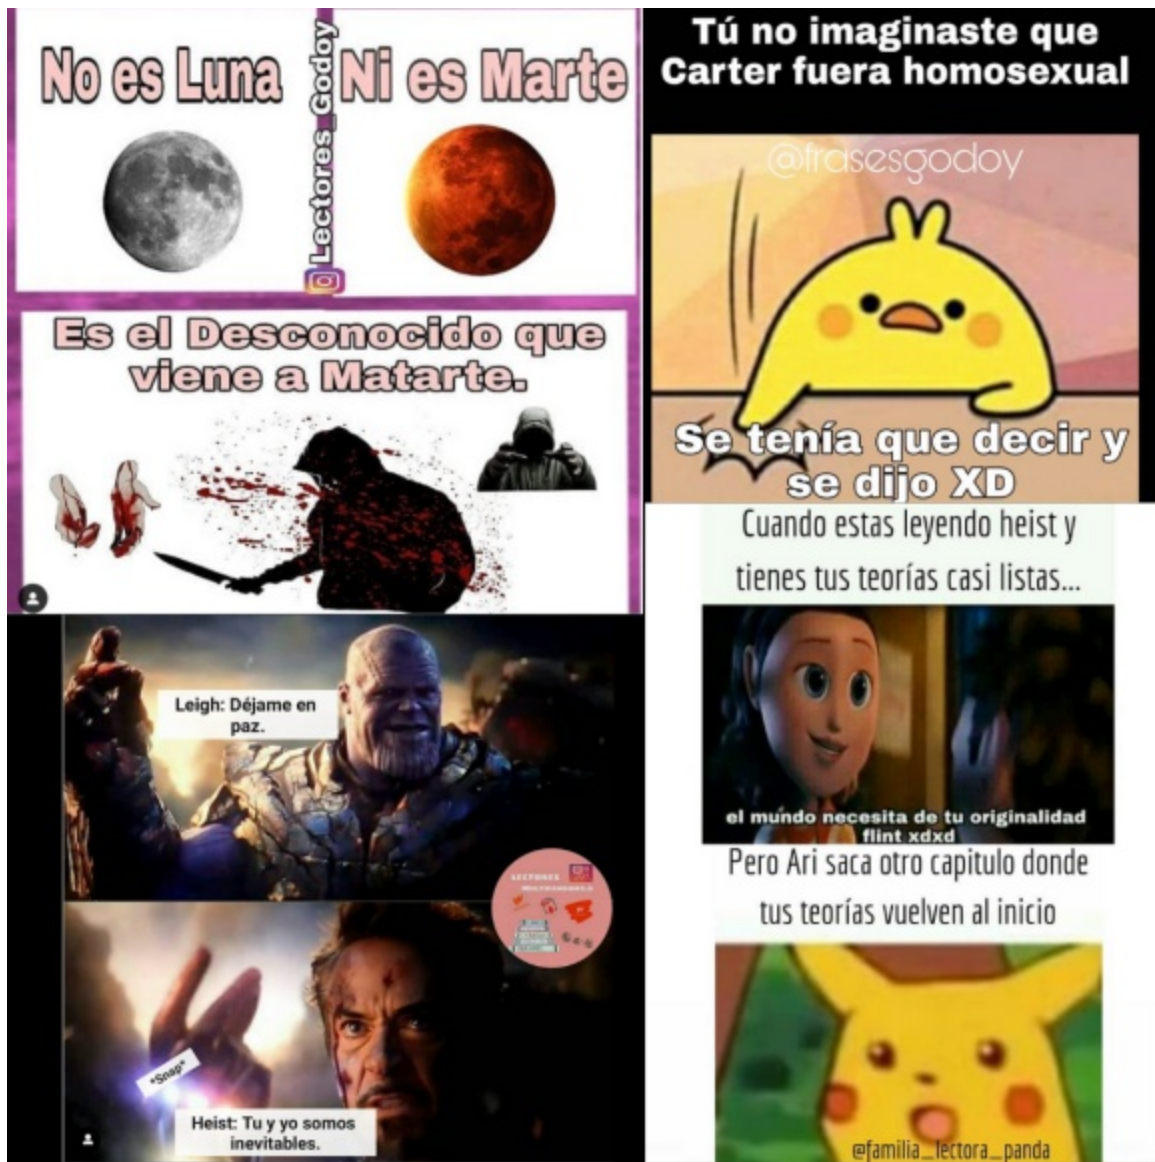 No es Luna
Ni es Marte
Lectores_Godoy
Es el Desconocido que
viene a Matarte.
Tú no imaginaste que
Carter fuera homosexual
@frasesgodoy
Se tenía que decir y
se dijo XD
Leigh: Déjame en
paz.
LECTORES
*Snap*
Heist: Tu y yo somos
inevitables.
Cuando estas leyendo heist y
tienes tus teorías casi listas...
el mundo necesita de tu originalidad
flint xdxd
Pero Ari saca otro capitulo donde
tus teorías vuelven al inicio
@familia_lectora_panda